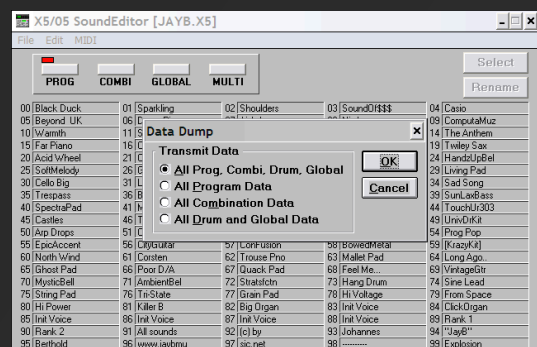 X5/05 SoundEditor [JAYB.X5]
File Edit MIDI
PROG COMBI GLOBAL MULTI
Select
Rename
00 Black Duck 01 Sparkling 02 Shoulders 03 SoundOf$$$ 04 Casio
05 Beyond UK 06 09 ComputaMuz
10 Warmth 11 14 The Anthem
15 Far Piano 16 19 Twiley Sax
20 Acid Wheel 21 24 HandzUpBel
25 SoftMelody 26 29 Living Pad
30 Cello Big 31 34 Sad Song
35 Trespass 36 39 SunLaxBass
40 SpectraPad 41 44 TouchUr303
45 Castles 46 49 UnivDrKit
50 Arp Drops 51 54 Prog Pop
Data Dump
Transmit Data
All Prog, Combi, Drum, Global
All Program Data
All Combination Data
All Drum and Global Data
OK
Cancel
55 EpicAccent 56 CityGuitar 57 ConFusion 58 BowedMetal 59 [KrazyKit]
60 North Wind 61 Corsten 62 Trouse Pno 63 Mallet Pad 64 Long Ago..
65 Ghost Pad 66 Poor D/A 67 Quack Pad 68 Feel Me... 69 VintageGtr
70 MysticBell 71 AmbientBel 72 Stratsfctn 73 Hang Drum 74 Sine Lead
75 String Pad 76 Tri-State 77 Grain Pad 78 Hi Voltage 79 From Space
80 Hi Power 81 Killer B 82 Big Organ 83 Init Voice 84 ClickOrgan
85 Init Voice 86 Init Voice 87 Init Voice 88 Init Voice 89 Rank 1
90 Rank 2 91 All sounds 92 (c) by 93 Johannes 94 "JayB"
95 Berthold 96 www.jaybmu 97 sic.net 98 ---------- 99 Explosion